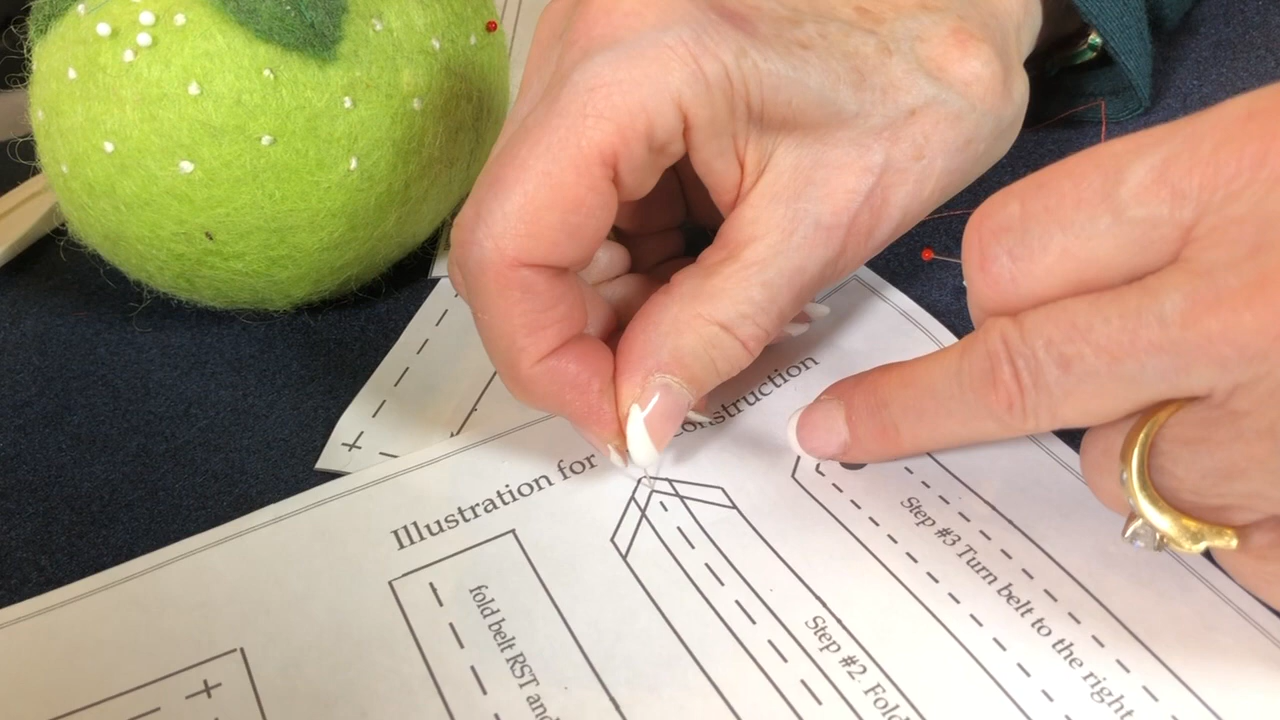 Illustration for construction
fold belt RST and
Step #2. Fold
Step #3 Turn belt to the right